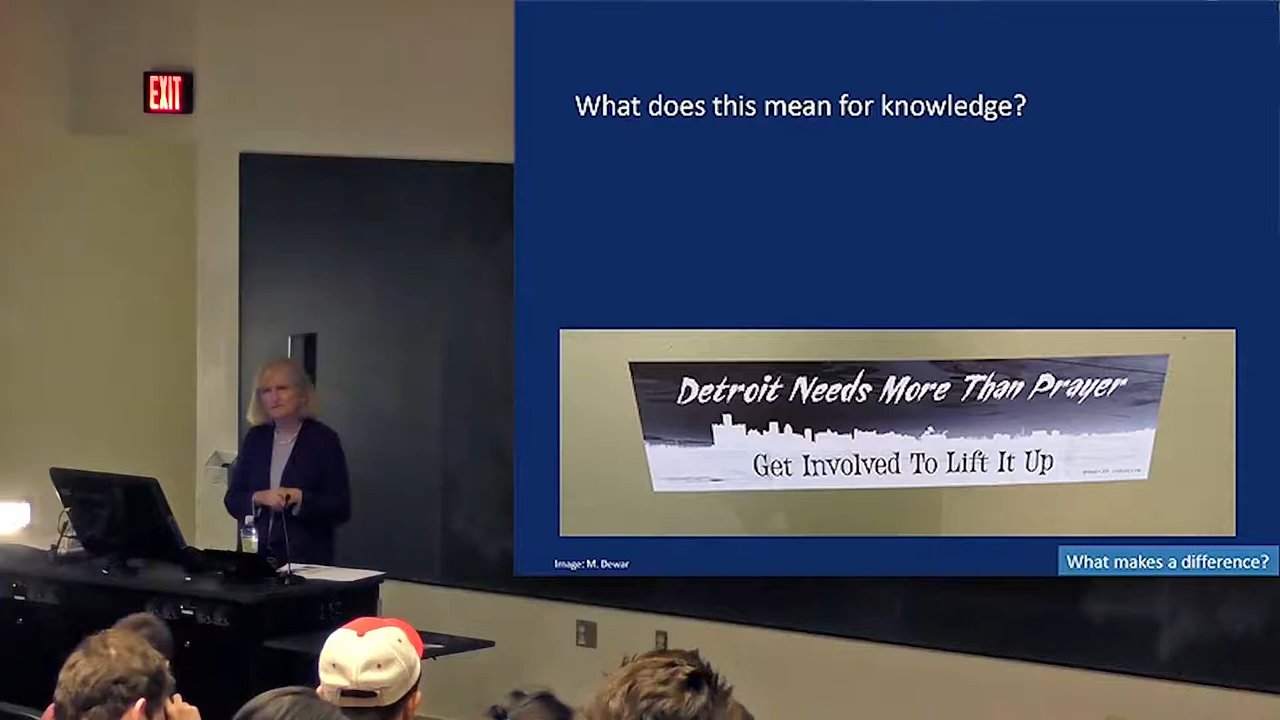 EXIT
What does this mean for knowledge?
Detroit Needs More Than Prayer
Get Involved To Lift It Up
Image: M. Dewar
What makes a difference?